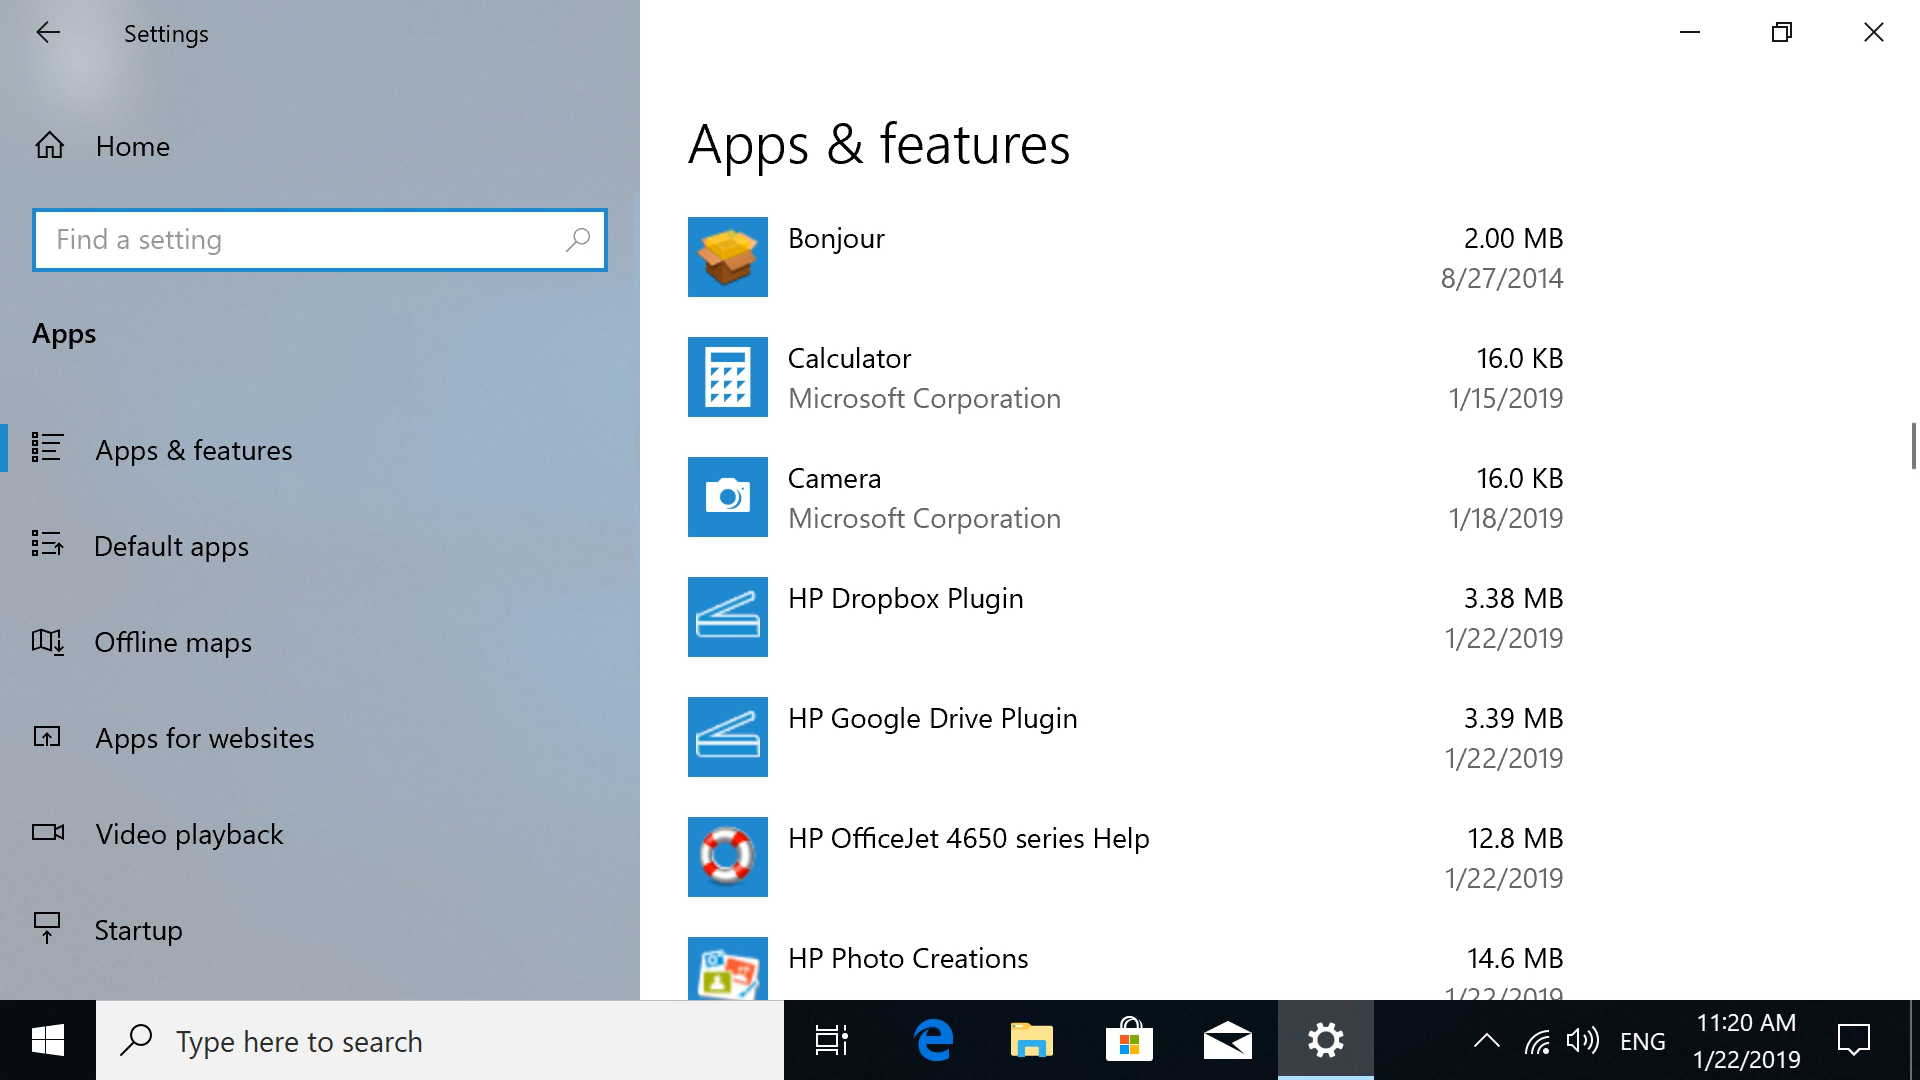 Settings
Home
Find a setting
Apps
Apps & features
Default apps
Offline maps
Apps for websites
Video playback
Startup
Apps & features
Bonjour 2.00 MB
8/27/2014
Calculator 16.0 KB
Microsoft Corporation 1/15/2019
Camera 16.0 KB
Microsoft Corporation 1/18/2019
HP Dropbox Plugin 3.38 MB
1/22/2019
HP Google Drive Plugin 3.39 MB
1/22/2019
HP OfficeJet 4650 series Help 12.8 MB
1/22/2019
HP Photo Creations 14.6 MB
1/22/2019
Type here to search
ENG
11:20 AM
1/22/2019